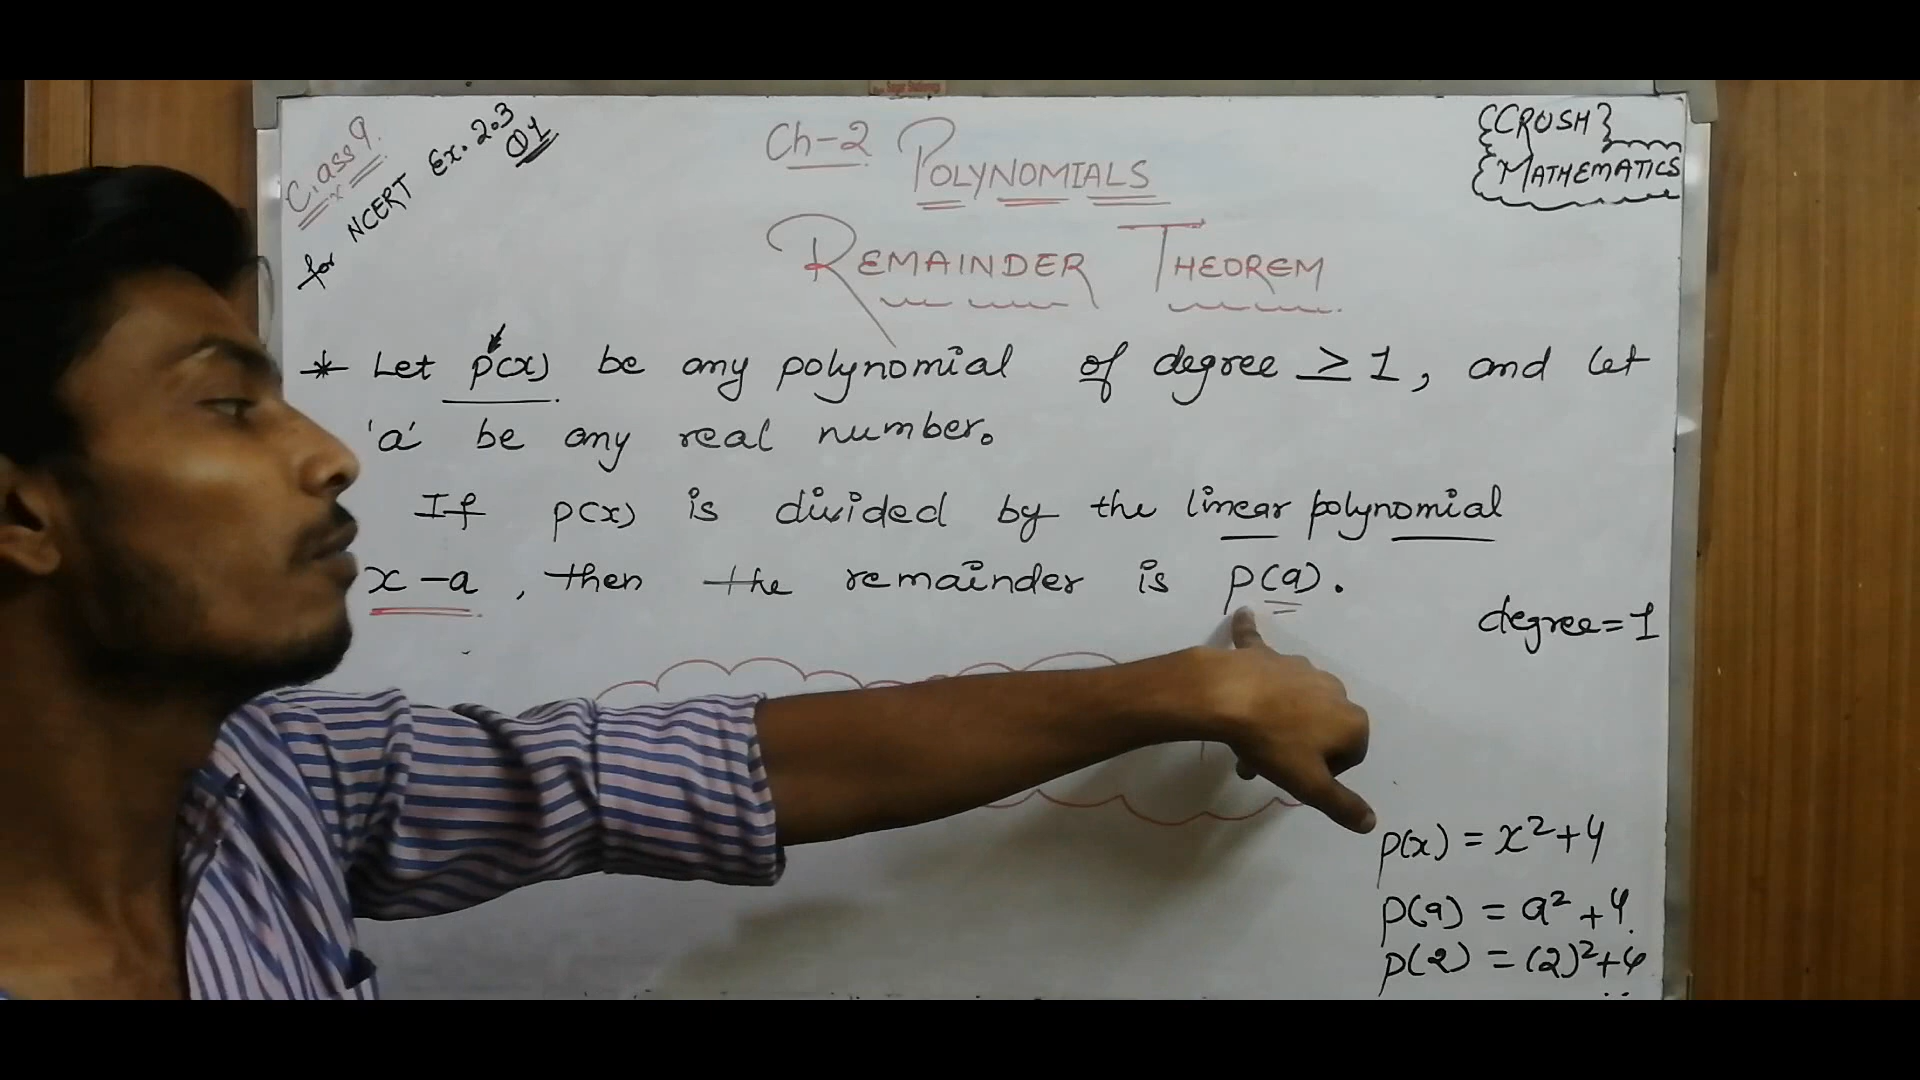 Class 9.
for NCERT Ex. 2.3
Q1
Ch-2 POLYNOMIALS
{CRUSH}
{MATHEMATICS
REMAINDER THEOREM
* Let p(x) be any polynomial of degree ≥ 1, and let
'a' be any real number.
If p(x) is divided by the linear polynomial
x - a , then the remainder is p(a).
degree = 1
p(x) = x² + 4
p(a) = a² + 4.
p(2) = (2)² + 4